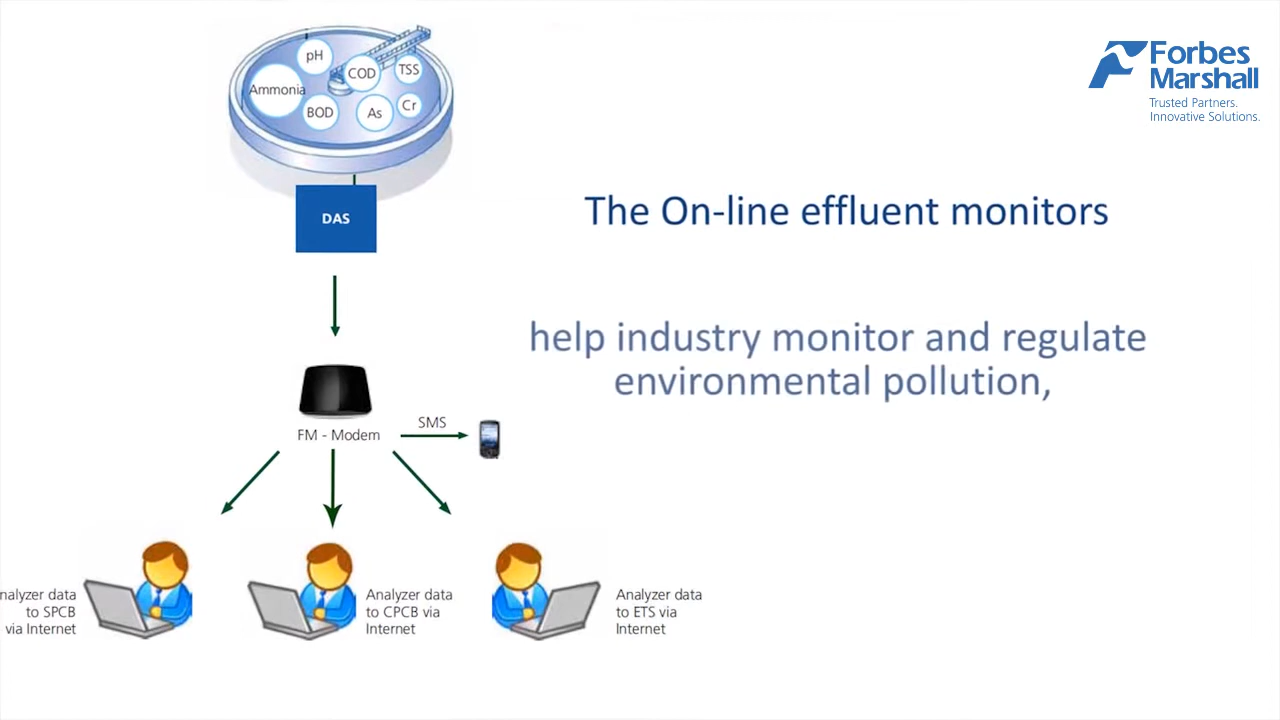 Forbes
Marshall
Trusted Partners.
Innovative Solutions.
pH
COD
TSS
Ammonia
BOD
As
Cr
DAS
The On-line effluent monitors
help industry monitor and regulate
environmental pollution,
SMS
FM - Modem
nalyzer data
to SPCB
via Internet
Analyzer data
to CPCB via
Internet
Analyzer data
to ETS via
Internet